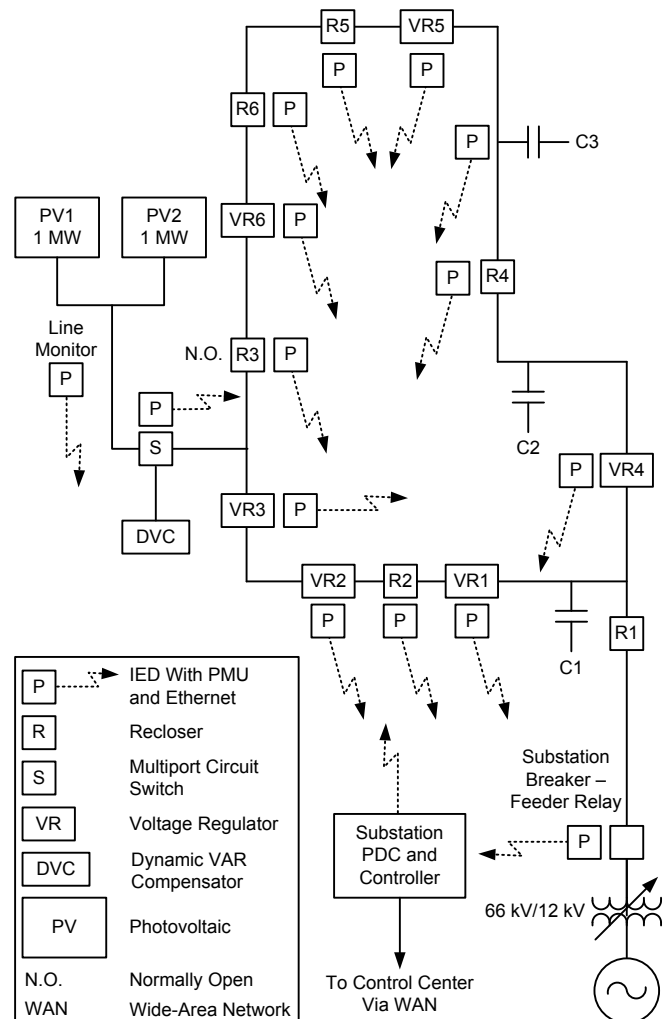 R5
VR5
P
P
R6
P
P
C3
PV1
1 MW
PV2
1 MW
VR6
P
P
R4
Line
Monitor
P
N.O.
R3
P
P
S
C2
P
VR4
DVC
VR3
P
VR2
R2
VR1
P
P
P
C1
R1
P
IED With PMU
and Ethernet
R
Recloser
S
Multiport Circuit
Switch
VR
Voltage Regulator
DVC
Dynamic VAR
Compensator
PV
Photovoltaic
N.O.
Normally Open
WAN
Wide-Area Network
Substation
Breaker –
Feeder Relay
Substation
PDC and
Controller
P
66 kV/12 kV
To Control Center
Via WAN